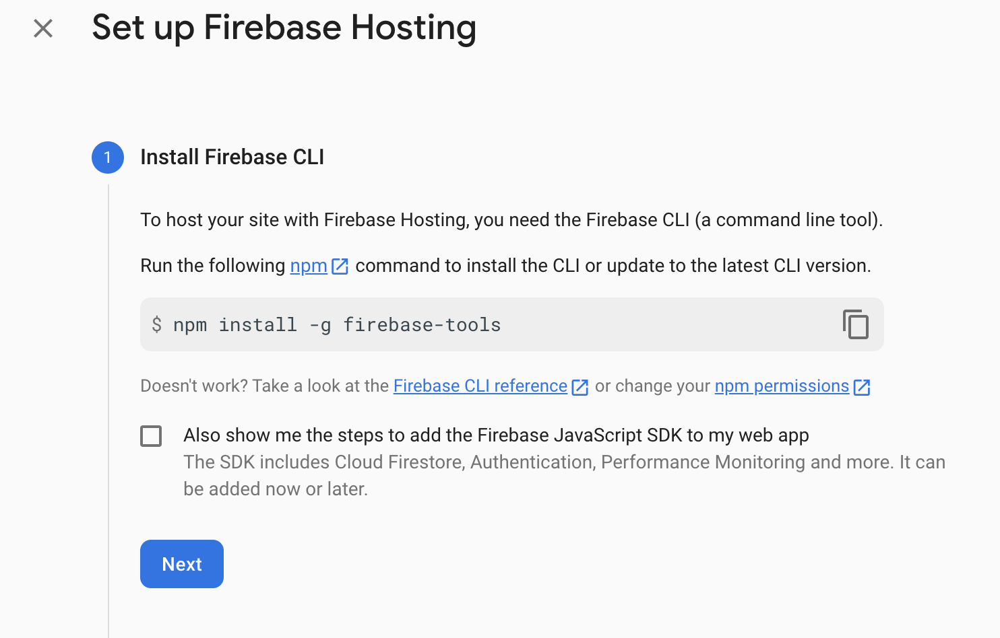 Set up Firebase Hosting
1 Install Firebase CLI
To host your site with Firebase Hosting, you need the Firebase CLI (a command line tool).
Run the following npm command to install the CLI or update to the latest CLI version.
$ npm install -g firebase-tools
Doesn't work? Take a look at the Firebase CLI reference or change your npm permissions
Also show me the steps to add the Firebase JavaScript SDK to my web app
The SDK includes Cloud Firestore, Authentication, Performance Monitoring and more. It can
be added now or later.
Next